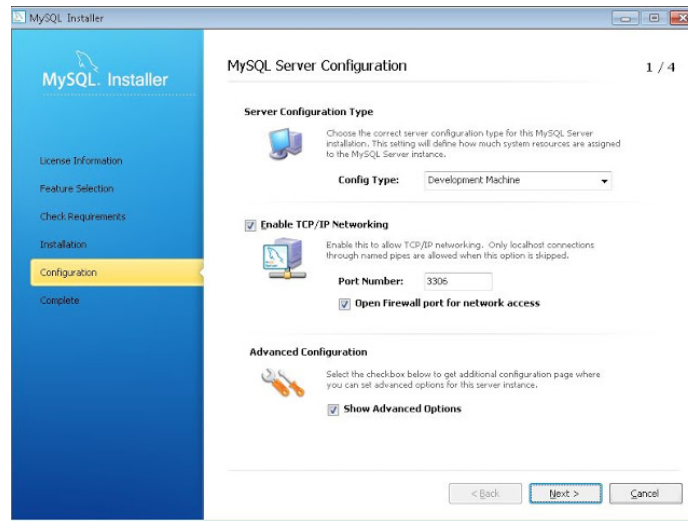 MySQL Installer
MySQL. Installer
License Information
Feature Selection
Check Requirements
Installation
Configuration
Complete
MySQL Server Configuration
1 / 4
Server Configuration Type
Choose the correct server configuration type for this MySQL Server
installation. This setting will define how much system resources are assigned
to the MySQL Server instance.
Config Type: Development Machine
Enable TCP/IP Networking
Enable this to allow TCP/IP networking. Only localhost connections
through named pipes are allowed when this option is skipped.
Port Number: 3306
Open Firewall port for network access
Advanced Configuration
Select the checkbox below to get additional configuration page where
you can set advanced options for this server instance.
Show Advanced Options
< Back Next > Cancel